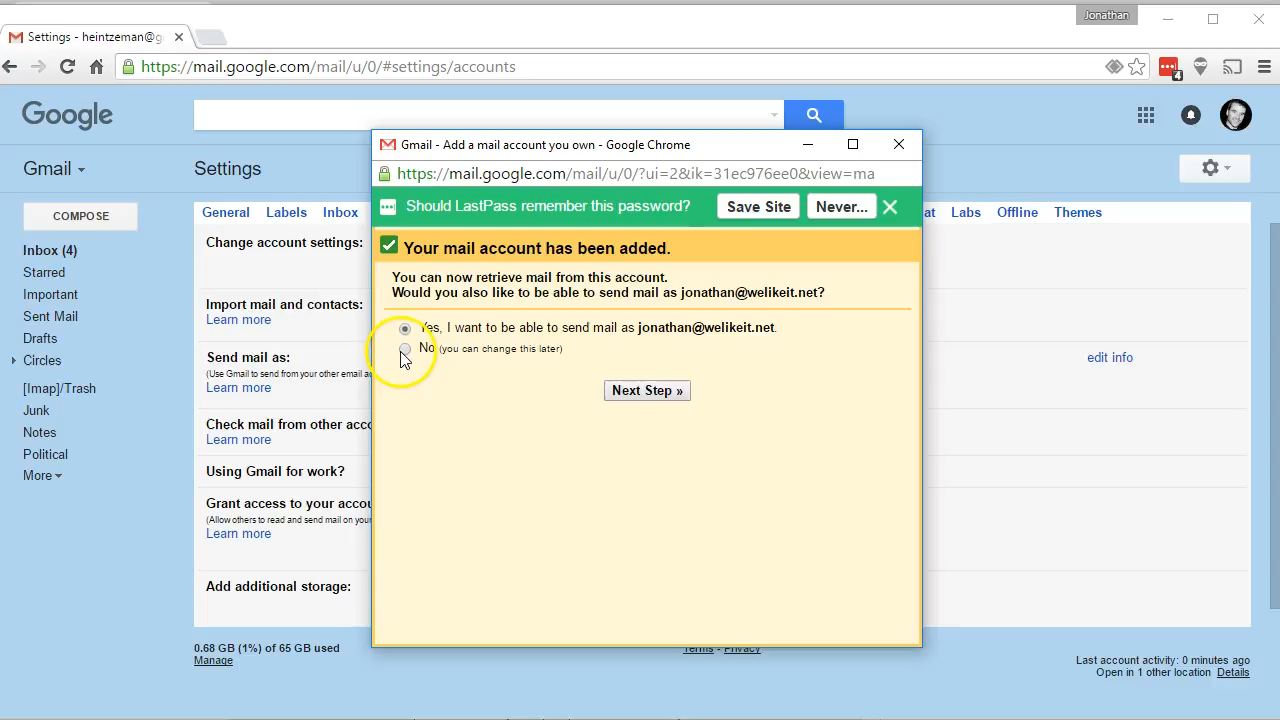 Jonathan
Settings - heintzeman@g
https://mail.google.com/mail/u/0/#settings/accounts
4
Google
Gmail
Settings
COMPOSE
Inbox (4)
Starred
Important
Sent Mail
Drafts
Circles
[Imap]/Trash
Junk
Notes
Political
More
General Labels Inbox
Labs Offline Themes
Change account settings:
Import mail and contacts:
Learn more
Send mail as:
(Use Gmail to send from your other email
Learn more
edit info
Check mail from other acco
Learn more
Using Gmail for work?
Grant access to your accou
(Allow others to read and send mail on your
Learn more
Add additional storage:
Gmail - Add a mail account you own - Google Chrome
https://mail.google.com/mail/u/0/?ui=2&ik=31ec976ee0&view=ma
Should LastPass remember this password? Save Site Never...
Your mail account has been added.
You can now retrieve mail from this account.
Would you also like to be able to send mail as jonathan@welikeit.net?
Yes, I want to be able to send mail as jonathan@welikeit.net.
No (you can change this later)
Next Step »
0.68 GB (1%) of 65 GB used
Manage
Terms - Privacy
Last account activity: 0 minutes ago
Open in 1 other location Details